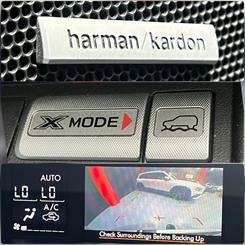 harman/kardon
X MODE
AUTO
LO LO
A/C
Check Surroundings Before Backing Up